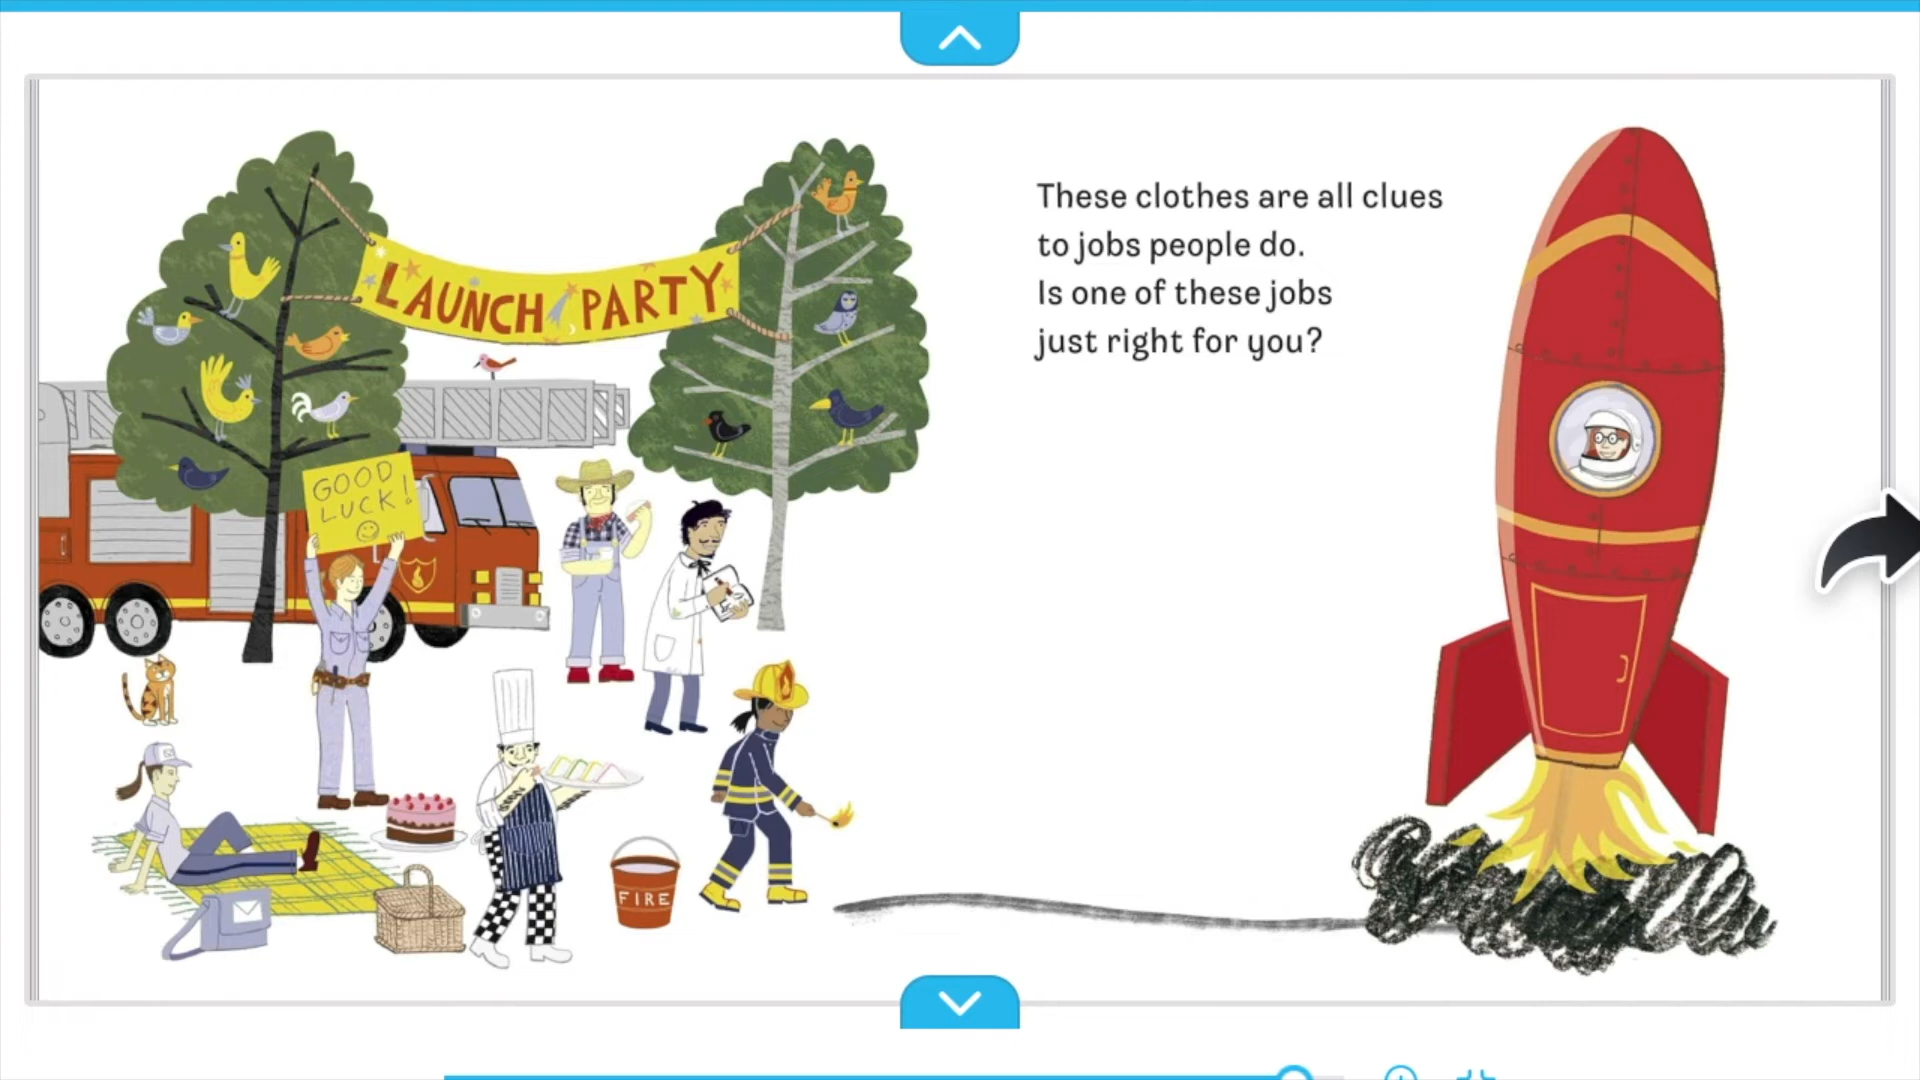 LAUNCH PARTY
GOOD
LUCK!
FIRE
These clothes are all clues
to jobs people do.
Is one of these jobs
just right for you?